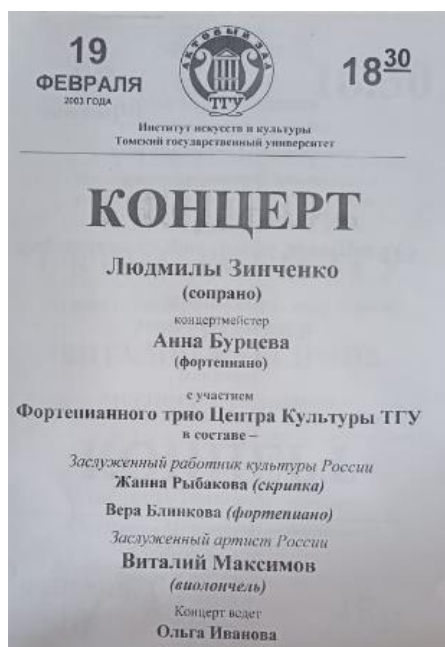 19
ФЕВРАЛЯ
2003 ГОДА
АКТОВЫЙ ЗАЛ
ТГУ
18 30
Институт искусств и культуры
Томский государственный университет
КОНЦЕРТ
Людмилы Зинченко
(сопрано)
концертмейстер
Анна Бурцева
(фортепиано)
с участием
Фортепианного трио Центра Культуры ТГУ
в составе –
Заслуженный работник культуры России
Жанна Рыбакова (скрипка)
Вера Блинкова (фортепиано)
Заслуженный артист России
Виталий Максимов
(виолончель)
Концерт ведет
Ольга Иванова